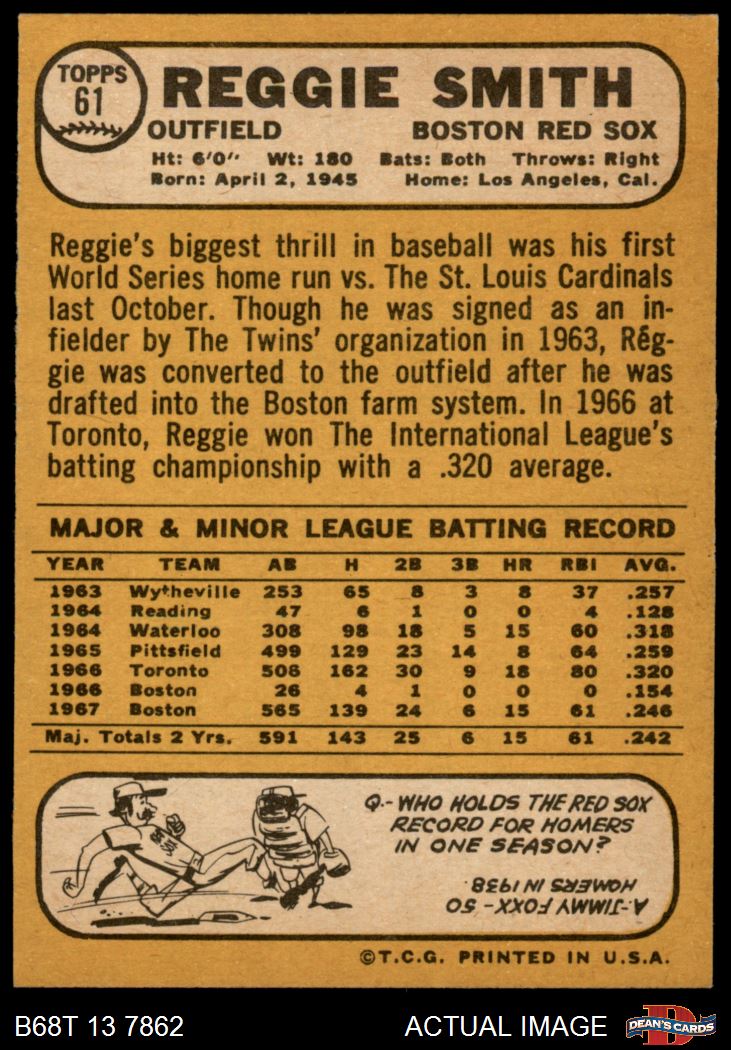 TOPPS
61
REGGIE SMITH
OUTFIELD BOSTON RED SOX
Ht: 6'0" Wt: 180 Bats: Both Throws: Right
Born: April 2, 1945 Home: Los Angeles, Cal.
Reggie's biggest thrill in baseball was his first
World Series home run vs. The St. Louis Cardinals
last October. Though he was signed as an in-
fielder by The Twins' organization in 1963, Reg-
gie was converted to the outfield after he was
drafted into the Boston farm system. In 1966 at
Toronto, Reggie won The International League's
batting championship with a .320 average.
MAJOR & MINOR LEAGUE BATTING RECORD
YEAR TEAM AB H 2B 3B HR RBI AVG.
1963 Wytheville 253 65 8 3 8 37 .257
1964 Reading 47 6 1 0 0 4 .128
1964 Waterloo 308 98 18 5 15 60 .318
1965 Pittsfield 499 129 23 14 8 64 .259
1966 Toronto 506 162 30 9 18 80 .320
1966 Boston 26 4 1 0 0 0 .154
1967 Boston 565 139 24 6 15 61 .246
Maj. Totals 2 Yrs. 591 143 25 6 15 61 .242
RED SOX
Q.- WHO HOLDS THE RED SOX
RECORD FOR HOMERS
IN ONE SEASON?
A.-JIMMY FOXX - 50
HOMERS IN 1938.
©T.C.G. PRINTED IN U.S.A.
B68T 13 7862 ACTUAL IMAGE DEAN'S CARDS